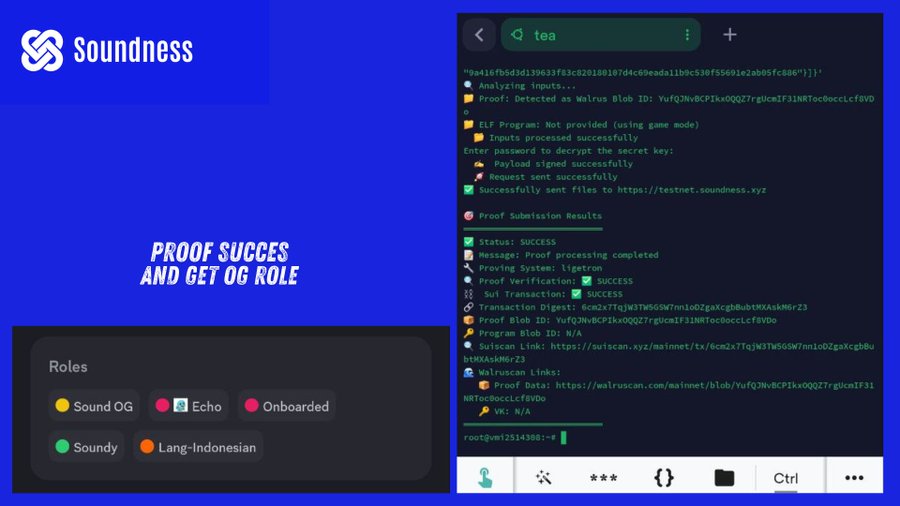 Soundness
PROOF SUCCES
AND GET OG ROLE
Roles
Sound OG
Echo
Onboarded
Soundy
Lang-Indonesian
tea
"9a416fb5d3d139633f83c820180107d4c69eada11b9c530f55691e2ab05fc886"}]}'
Analyzing inputs...
Proof: Detected as Walrus Blob ID: YufQJNvBCPIkxOQQZ7rgUcmIF31NRToc0occLcf8VD
o
ELF Program: Not provided (using game mode)
Inputs processed successfully
Enter password to decrypt the secret key:
Payload signed successfully
Request sent successfully
Successfully sent files to https://testnet.soundness.xyz
Proof Submission Results
Status: SUCCESS
Message: Proof processing completed
Proving System: ligetron
Proof Verification: ✅ SUCCESS
Sui Transaction: ✅ SUCCESS
Transaction Digest: 6cm2x7TqjW3TW5GSW7nn1oDZgaXcgbBubtMXAskM6rZ3
Proof Blob ID: YufQJNvBCPIkxOQQZ7rgUcmIF31NRToc0occLcf8VDo
Program Blob ID: N/A
Suiscan Link: https://suiscan.xyz/mainnet/tx/6cm2x7TqjW3TW5GSW7nn1oDZgaXcgbBu
btMXAskM6rZ3
Walruscan Links:
Proof Data: https://walruscan.com/mainnet/blob/YufQJNvBCPIkxOQQZ7rgUcmIF31
NRToc0occLcf8VDo
VK: N/A
root@vmi2514388:~#
*** {} Ctrl •••